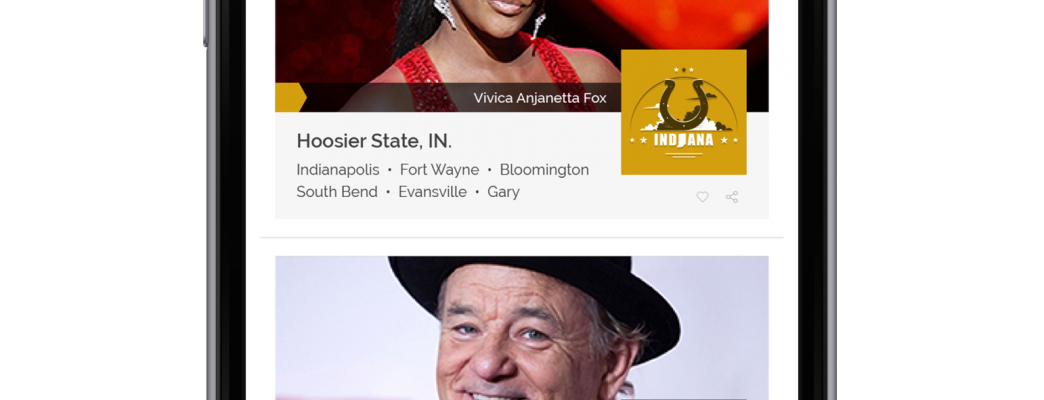 Vivica Anjanetta Fox
INDIANA
Hoosier State, IN.
Indianapolis • Fort Wayne • Bloomington
South Bend • Evansville • Gary